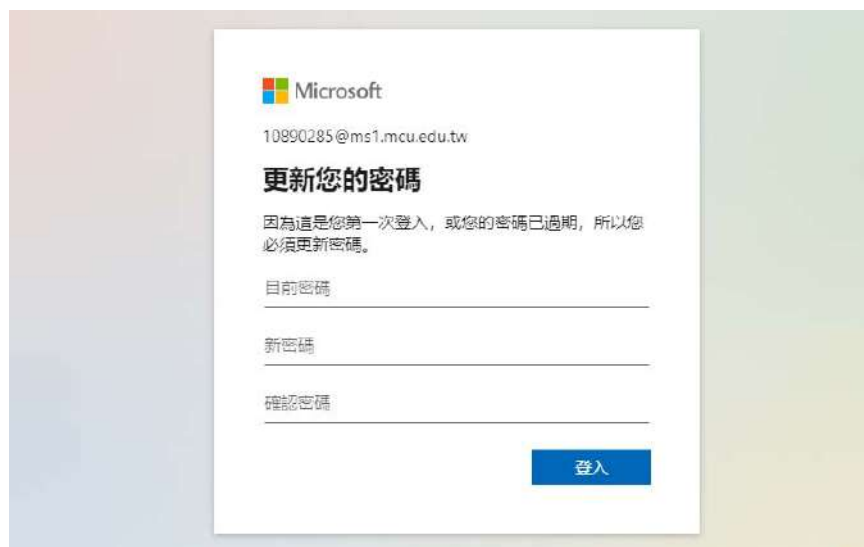 Microsoft
10890285@ms1.mcu.edu.tw
更新您的密碼
因為這是您第一次登入，或您的密碼已過期，所以您
必須更新密碼。
目前密碼
新密碼
確認密碼
登入